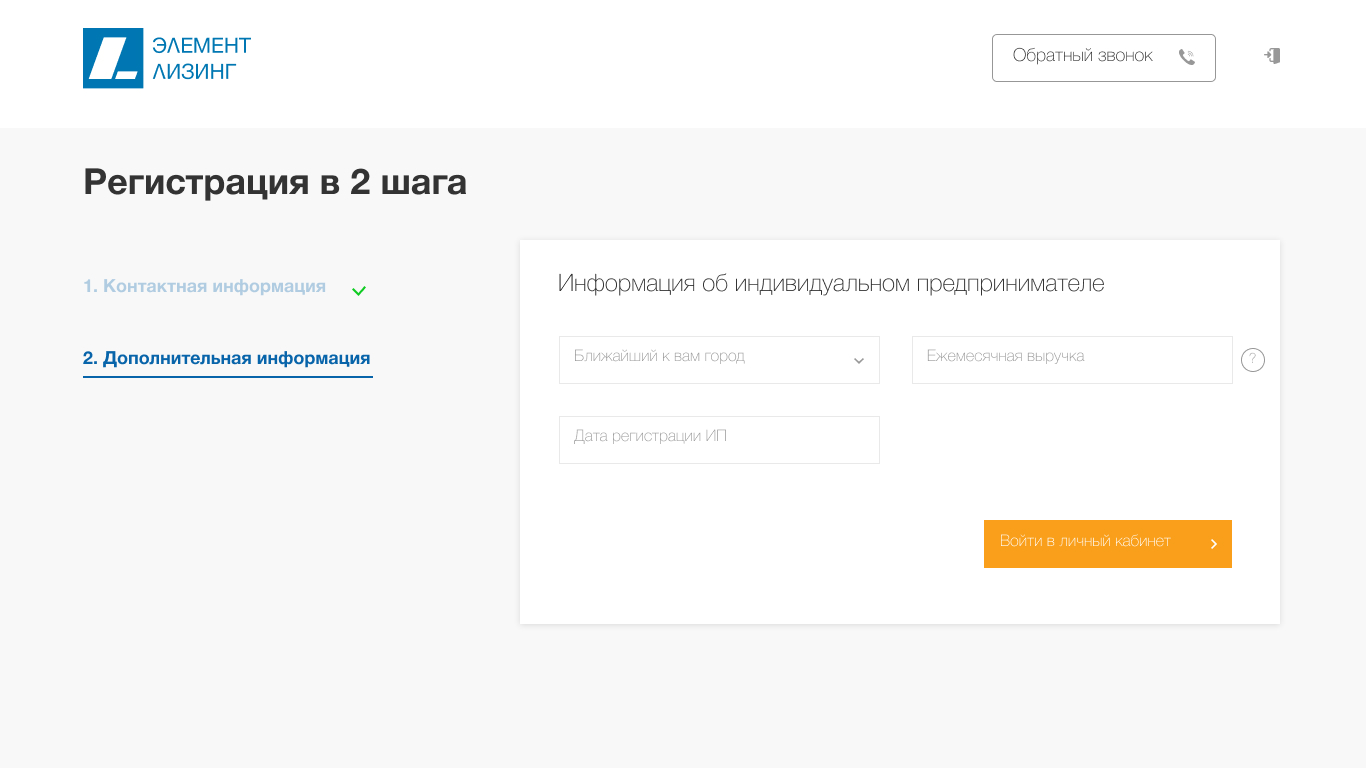 ЭЛЕМЕНТ
ЛИЗИНГ
Обратный звонок
Регистрация в 2 шага
1. Контактная информация
2. Дополнительная информация
Информация об индивидуальном предпринимателе
Ближайший к вам город
Ежемесячная выручка
?
Дата регистрации ИП
Войти в личный кабинет